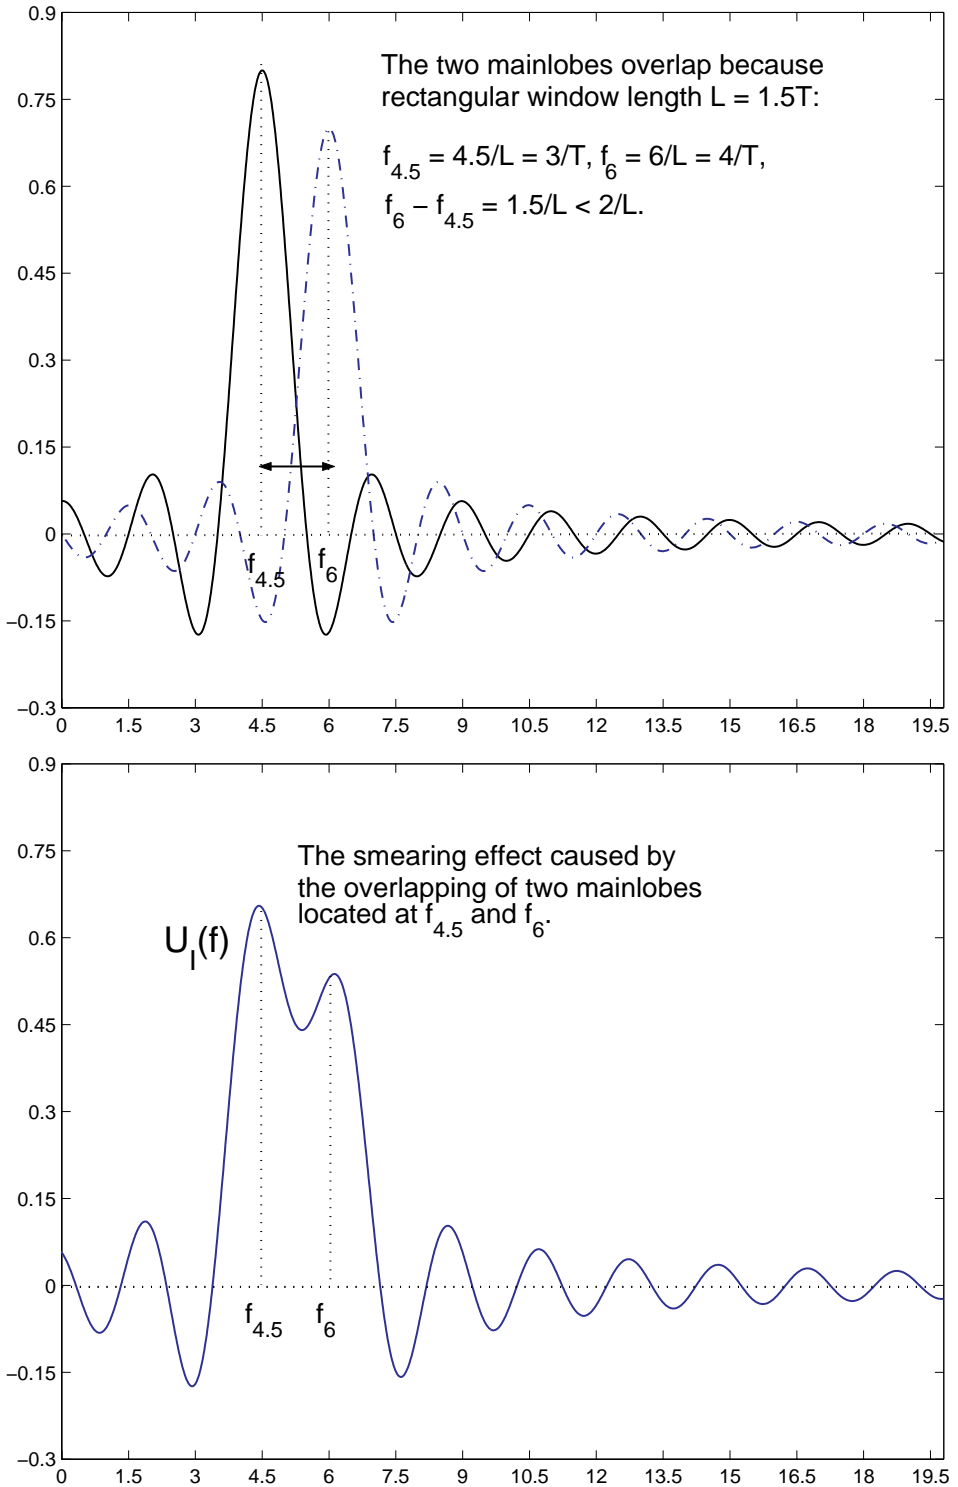 0.9
0.75
0.6
0.45
0.3
0.15
0
−0.15
−0.3
The two mainlobes overlap because
rectangular window length L = 1.5T:
f4.5 = 4.5/L = 3/T, f6 = 6/L = 4/T,
f6 − f4.5 = 1.5/L < 2/L.
f4.5 f6
0 1.5 3 4.5 6 7.5 9 10.5 12 13.5 15 16.5 18 19.5
0.9
0.75
0.6
0.45
0.3
0.15
0
−0.15
−0.3
The smearing effect caused by
the overlapping of two mainlobes
located at f4.5 and f6.
UI(f)
f4.5 f6
0 1.5 3 4.5 6 7.5 9 10.5 12 13.5 15 16.5 18 19.5